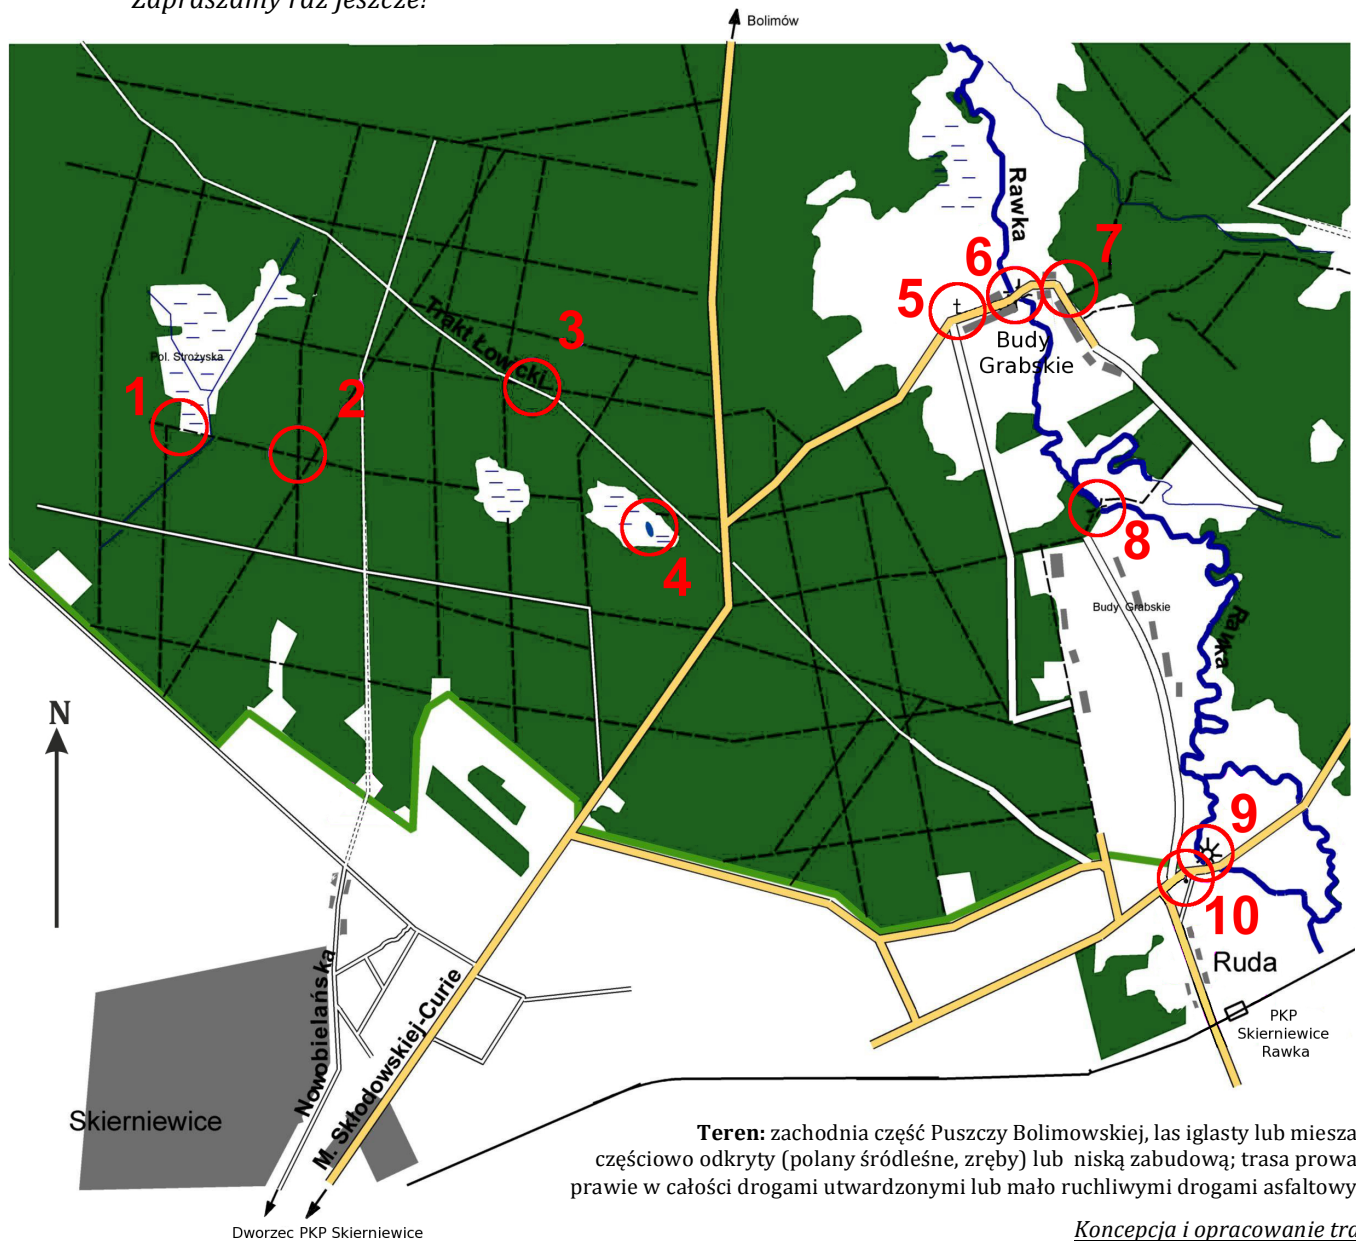 Zapraszamy raz jeszcze!
Bolimów
Rawka
7
6
5
Budy
Grabskie
Trakt Łowicki
3
Pol. Strożyska
1
2
4
8
Budy Grabskie
Rawka
N
9
10
Ruda
PKP
Skierniewice
Rawka
Nowobielańska
M. Skłodowskiej-Curie
Skierniewice
Dworzec PKP Skierniewice
Teren: zachodnia część Puszczy Bolimowskiej, las iglasty lub miesza
częściowo odkryty (polany śródleśne, zręby) lub niską zabudową; trasa prowa
prawie w całości drogami utwardzonymi lub mało ruchliwymi drogami asfaltowy
Koncepcja i opracowanie tra